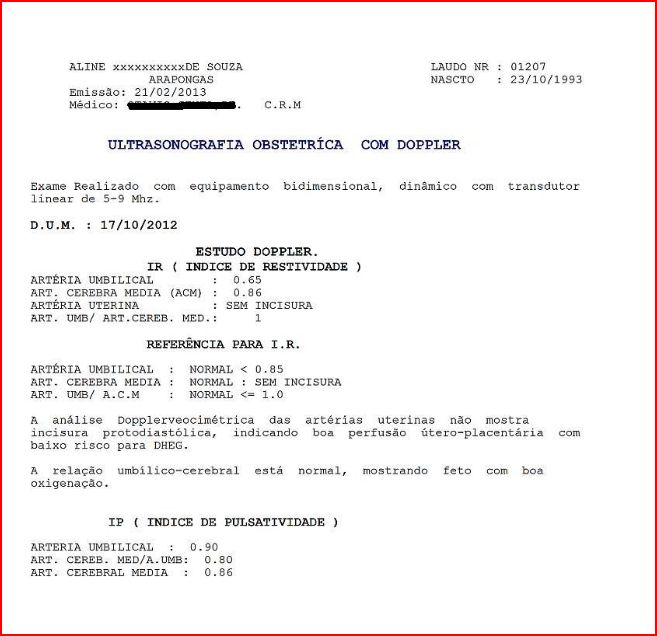 ALINE xxxxxxxxxxDE SOUZA LAUDO NR : 01207
ARAPONGAS NASCTO : 23/10/1993
Emissão: 21/02/2013
Médico: C.R.M
ULTRASONOGRAFIA OBSTETRÍCA COM DOPPLER
Exame Realizado com equipamento bidimensional, dinâmico com transdutor
linear de 5-9 Mhz.
D.U.M. : 17/10/2012
ESTUDO DOPPLER.
IR ( INDICE DE RESTIVIDADE )
ARTÉRIA UMBILICAL : 0.65
ART. CEREBRA MEDIA (ACM) : 0.86
ARTÉRIA UTERINA : SEM INCISURA
ART. UMB/ ART.CEREB. MED.: 1
REFERÊNCIA PARA I.R.
ARTÉRIA UMBILICAL : NORMAL < 0.85
ART. CEREBRA MEDIA : NORMAL : SEM INCISURA
ART. UMB/ A.C.M : NORMAL <= 1.0
A análise Dopplerveocimétrica das artérias uterinas não mostra
incisura protodiastólica, indicando boa perfusão útero-placentária com
baixo risco para DHEG.
A relação umbílico-cerebral está normal, mostrando feto com boa
oxigenação.
IP ( INDICE DE PULSATIVIDADE )
ARTERIA UMBILICAL : 0.90
ART. CEREB. MED/A.UMB: 0.80
ART. CEREBRAL MEDIA : 0.86